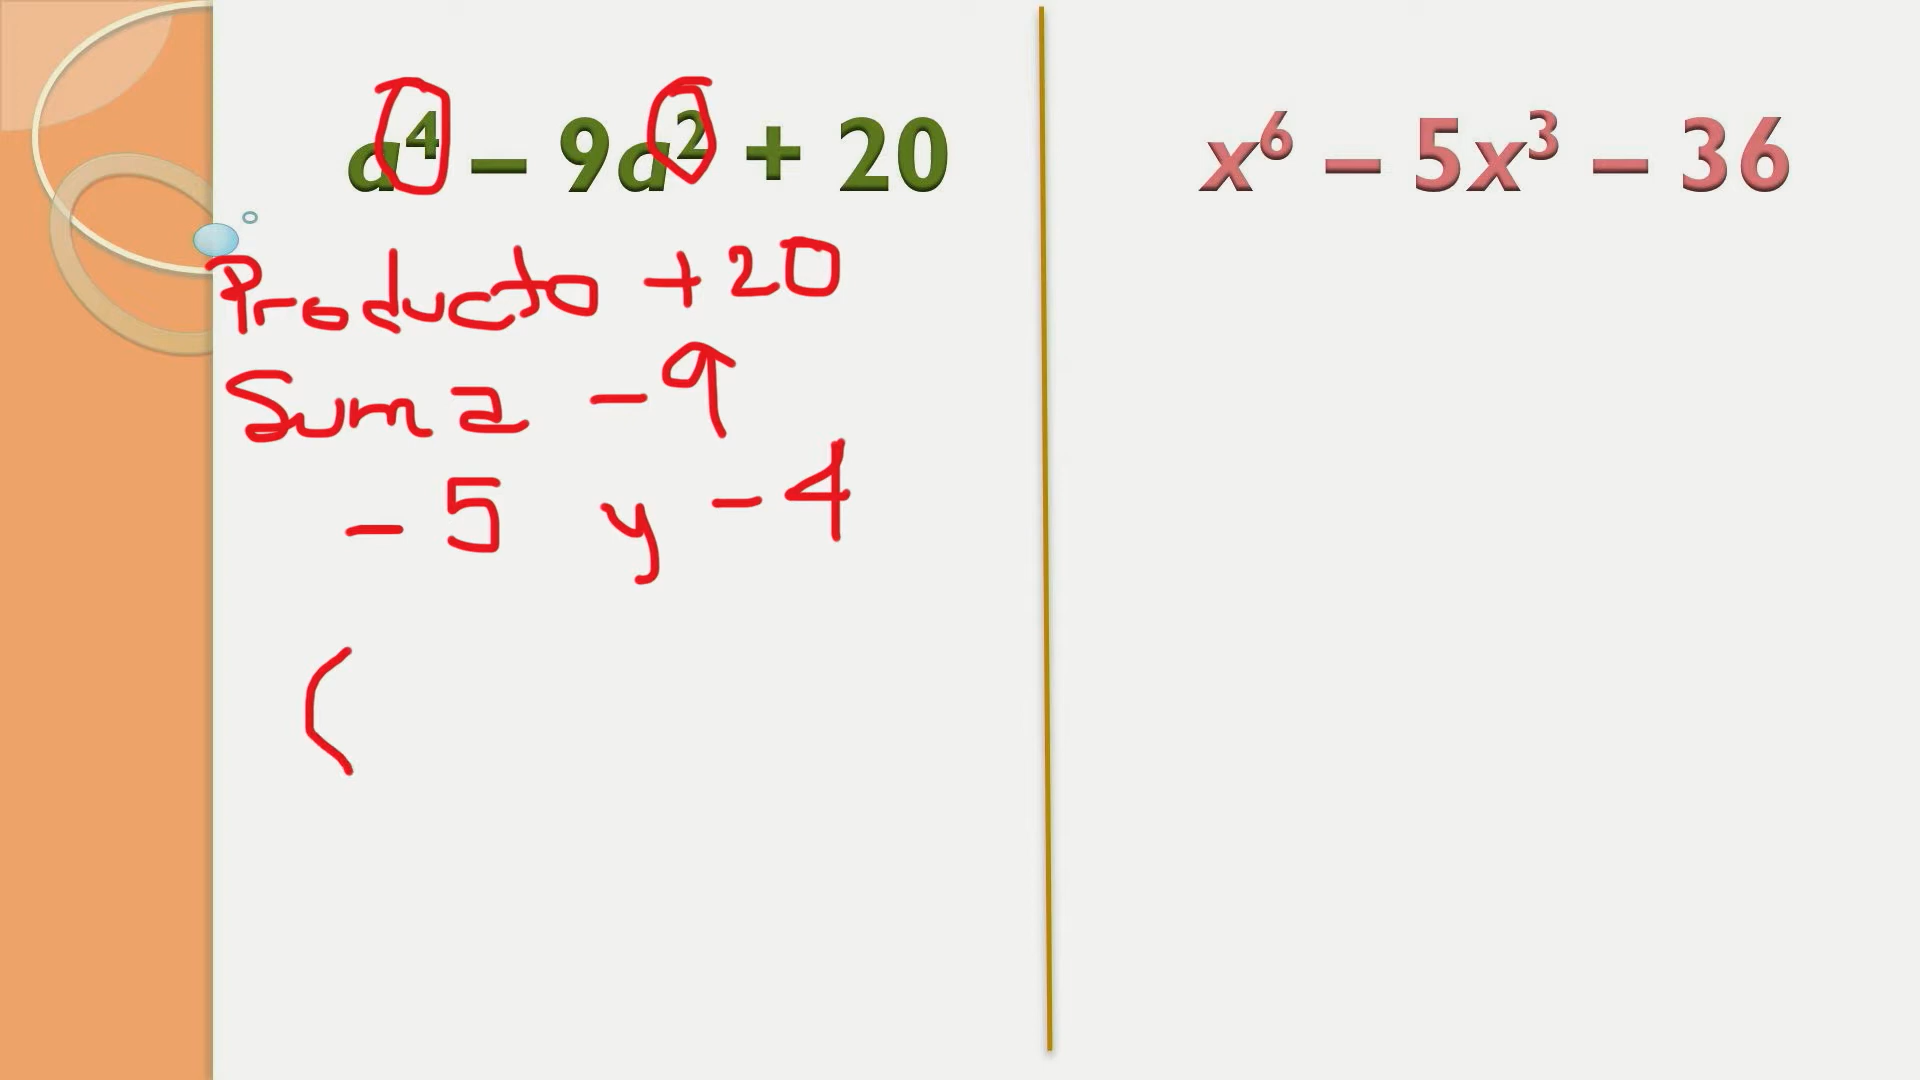 a⁴ – 9a² + 20
Producto +20
Suma -9
-5 y -4
(
x⁶ – 5x³ – 36